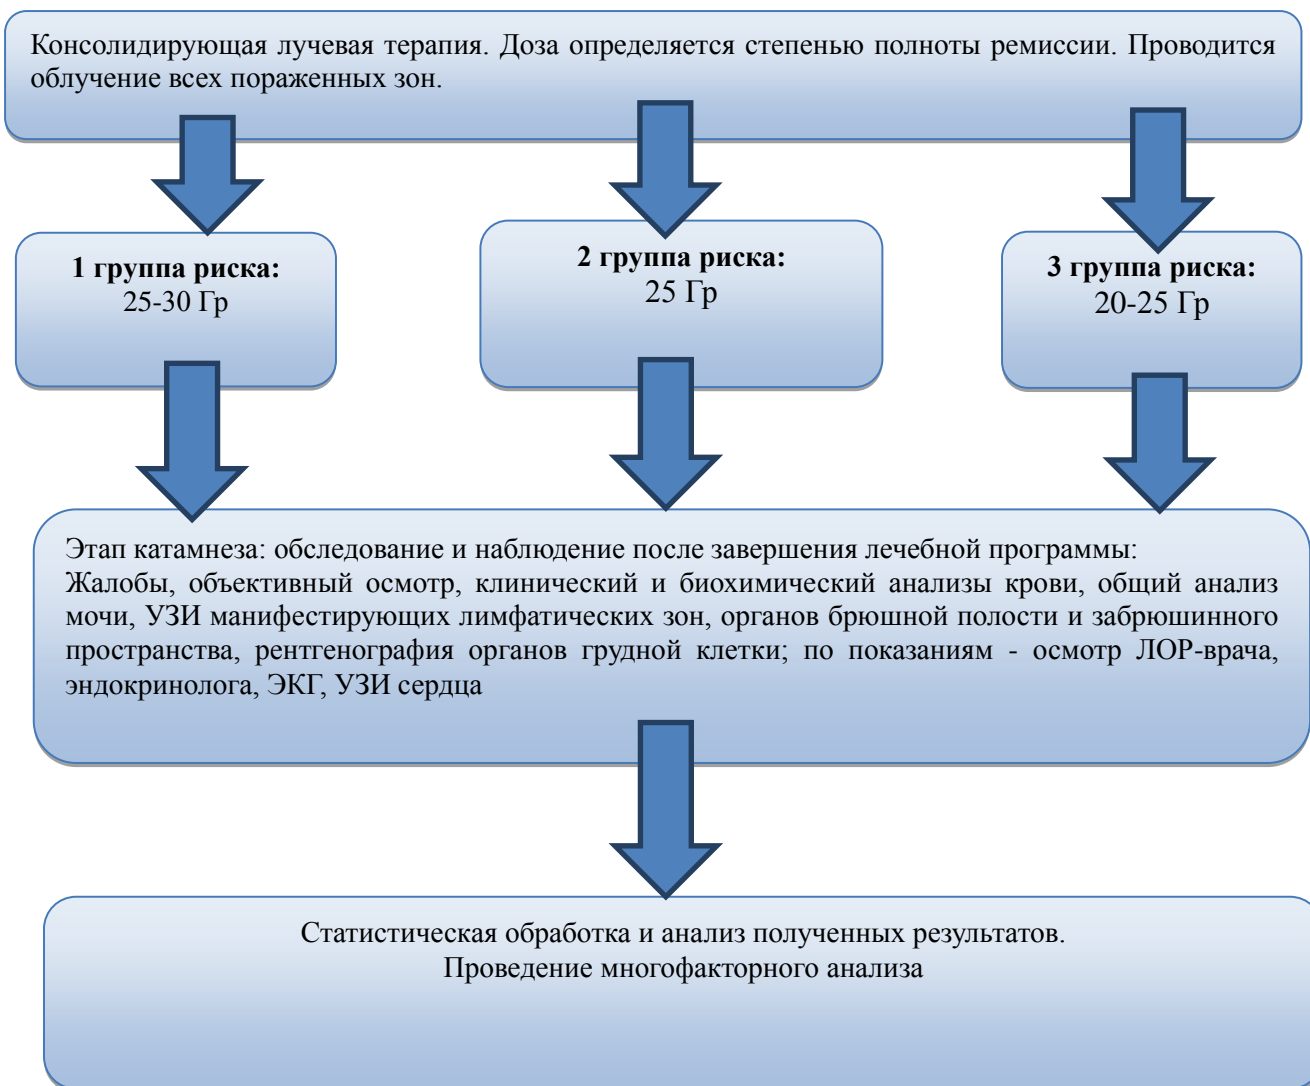 Консолидирующая лучевая терапия. Доза определяется степенью полноты ремиссии. Проводится
облучение всех пораженных зон.
1 группа риска:
25-30 Гр
2 группа риска:
25 Гр
3 группа риска:
20-25 Гр
Этап катамнеза: обследование и наблюдение после завершения лечебной программы:
Жалобы, объективный осмотр, клинический и биохимический анализы крови, общий анализ
мочи, УЗИ манифестирующих лимфатических зон, органов брюшной полости и забрюшинного
пространства, рентгенография органов грудной клетки; по показаниям - осмотр ЛОР-врача,
эндокринолога, ЭКГ, УЗИ сердца
Статистическая обработка и анализ полученных результатов.
Проведение многофакторного анализа